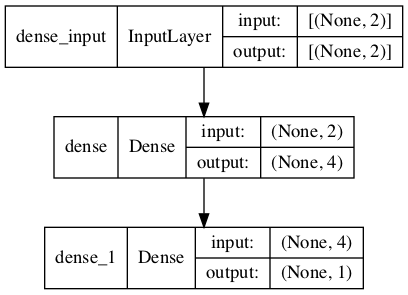 dense_input InputLayer input: [(None, 2)]
output: [(None, 2)]
dense Dense input: (None, 2)
output: (None, 4)
dense_1 Dense input: (None, 4)
output: (None, 1)